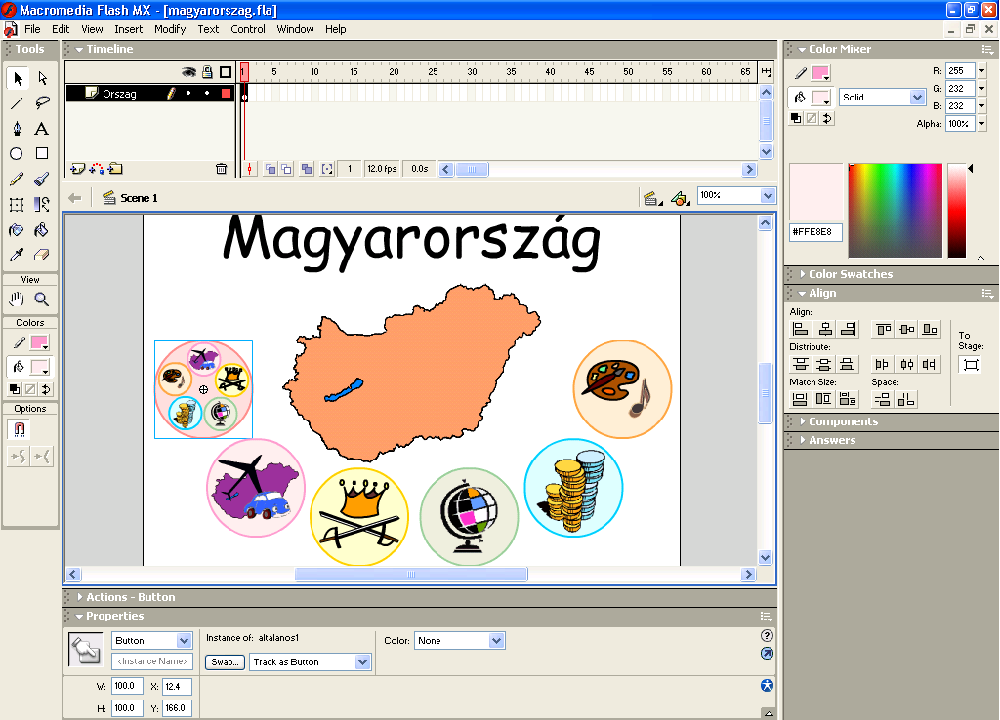 Macromedia Flash MX - [magyarorszag.fla]
File Edit View Insert Modify Text Control Window Help
Tools
Timeline
1 5 10 15 20 25 30 35 40 45 50 55 60 65
Orszag
1 12.0 fps 0.0s
Scene 1
100%
Magyarország
View
Colors
Options
Color Mixer
R: 255
Solid
G: 232
B: 232
Alpha: 100%
#FFE8E8
Color Swatches
Align
Align:
To
Stage:
Distribute:
Match Size:
Space:
Components
Answers
Actions - Button
Properties
Button
Instance of: altalanos1
Color: None
<Instance Name>
Swap...
Track as Button
W: 100.0 X: 12.4
H: 100.0 Y: 166.0